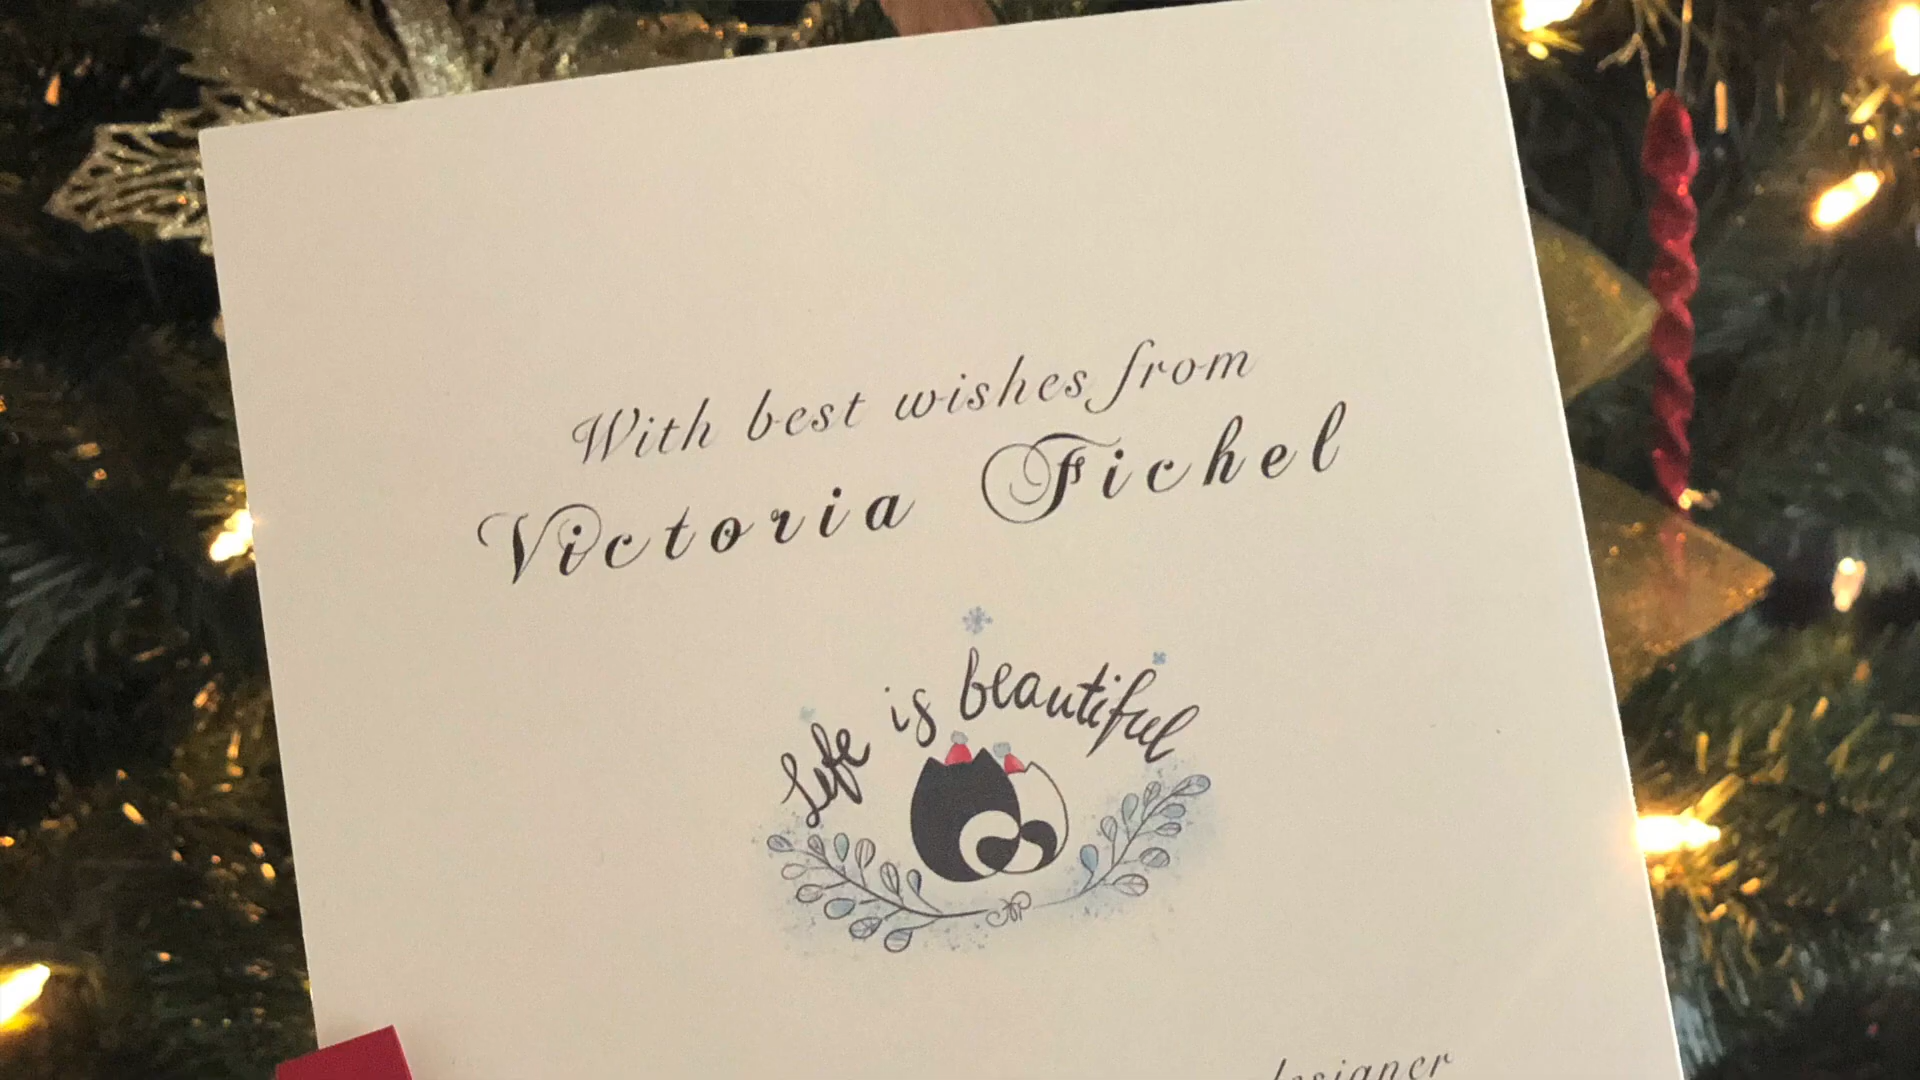 With best wishes from
Victoria Fichel
Life is beautiful
designer